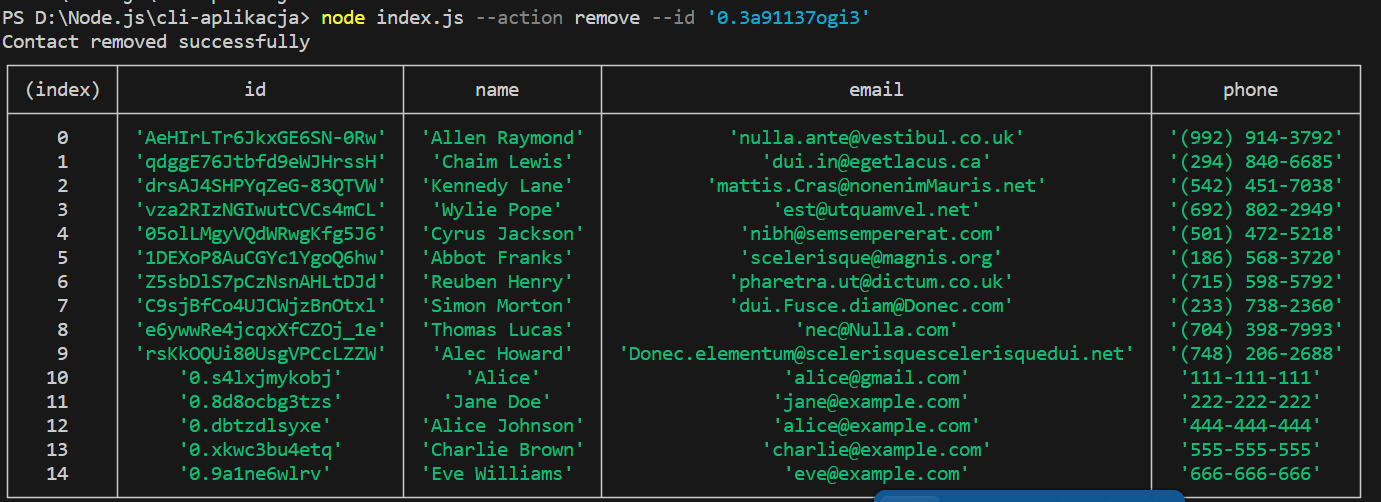 PS D:\Node.js\cli-aplikacja> node index.js --action remove --id '0.3a91137ogi3'
Contact removed successfully
(index) id name email phone
0 'AeHIrLTr6JkxGE6SN-0Rw' 'Allen Raymond' 'nulla.ante@vestibul.co.uk' '(992) 914-3792'
1 'qdggE76Jtbfd9eWJHrssH' 'Chaim Lewis' 'dui.in@egetlacus.ca' '(294) 840-6685'
2 'drsAJ4SHPYqZeG-83QTVW' 'Kennedy Lane' 'mattis.Cras@nonenimMauris.net' '(542) 451-7038'
3 'vza2RIzNGIwutCVCs4mCL' 'Wylie Pope' 'est@utquamvel.net' '(692) 802-2949'
4 '05olLMgyVQdWRwgKfg5J6' 'Cyrus Jackson' 'nibh@semsempererat.com' '(501) 472-5218'
5 '1DEXoP8AuCGYc1YgoQ6hw' 'Abbot Franks' 'scelerisque@magnis.org' '(186) 568-3720'
6 'Z5sbDlS7pCzNsnAHLtDJd' 'Reuben Henry' 'pharetra.ut@dictum.co.uk' '(715) 598-5792'
7 'C9sjBfCo4UJCWjzBnOtxl' 'Simon Morton' 'dui.Fusce.diam@Donec.com' '(233) 738-2360'
8 'e6ywwRe4jcqxXfCZOj_1e' 'Thomas Lucas' 'nec@Nulla.com' '(704) 398-7993'
9 'rsKkOQUi80UsgVPCcLZZW' 'Alec Howard' 'Donec.elementum@scelerisquescelerisquedui.net' '(748) 206-2688'
10 '0.s4lxjmykobj' 'Alice' 'alice@gmail.com' '111-111-111'
11 '0.8d8ocbg3tzs' 'Jane Doe' 'jane@example.com' '222-222-222'
12 '0.dbtzdlsyxe' 'Alice Johnson' 'alice@example.com' '444-444-444'
13 '0.xkwc3bu4etq' 'Charlie Brown' 'charlie@example.com' '555-555-555'
14 '0.9a1ne6wlrv' 'Eve Williams' 'eve@example.com' '666-666-666'